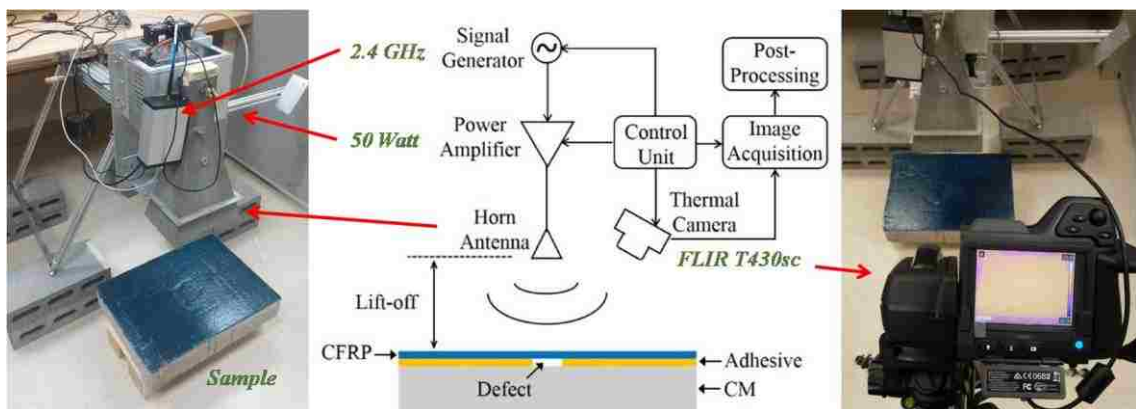 2.4 GHz
50 Watt
Sample
Signal
Generator
Power
Amplifier
Horn
Antenna
Lift-off
CFRP
Defect
Control
Unit
Thermal
Camera
Post-
Processing
Image
Acquisition
FLIR T430sc
Adhesive
CM